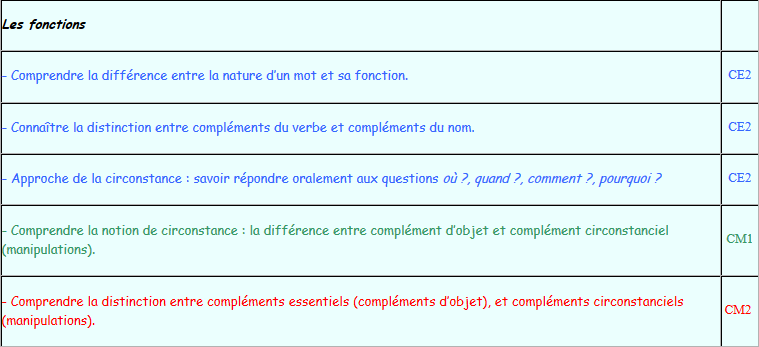 Les fonctions
- Comprendre la différence entre la nature d'un mot et sa fonction.
CE2
- Connaître la distinction entre compléments du verbe et compléments du nom.
CE2
- Approche de la circonstance : savoir répondre oralement aux questions où ?, quand ?, comment ?, pourquoi ?
CE2
- Comprendre la notion de circonstance : la différence entre complément d'objet et complément circonstanciel
(manipulations).
CM1
- Comprendre la distinction entre compléments essentiels (compléments d'objet), et compléments circonstanciels
(manipulations).
CM2